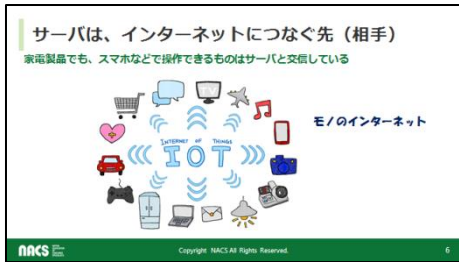 サーバは、インターネットにつなぐ先（相手）
家電製品でも、スマホなどで操作できるものはサーバと交信している
TV
INTERNET OF THINGS
IOT
モノのインターネット
NACS
Copyright NACS All Rights Reserved.
6